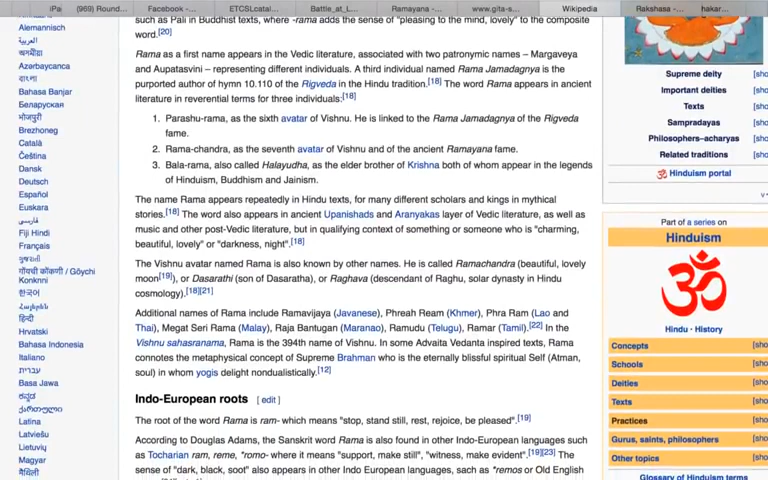 iPa
(969) Round...
Facebook -...
ETCSLcatal...
Battle_at_L...
Ramayana -...
www.gita-s...
Wikipedia
Rakshasa -...
hakar...
such as Pali in Buddhist texts, where -rama adds the sense of "pleasing to the mind, lovely" to the composite
word.[20]
Rama as a first name appears in the Vedic literature, associated with two patronymic names – Margaveya
and Aupatasvini – representing different individuals. A third individual named Rama Jamadagnya is the
purported author of hymn 10.110 of the Rigveda in the Hindu tradition.[18] The word Rama appears in ancient
literature in reverential terms for three individuals:[18]
1. Parashu-rama, as the sixth avatar of Vishnu. He is linked to the Rama Jamadagnya of the Rigveda
fame.
2. Rama-chandra, as the seventh avatar of Vishnu and of the ancient Ramayana fame.
3. Bala-rama, also called Halayudha, as the elder brother of Krishna both of whom appear in the legends
of Hinduism, Buddhism and Jainism.
The name Rama appears repeatedly in Hindu texts, for many different scholars and kings in mythical
stories.[18] The word also appears in ancient Upanishads and Aranyakas layer of Vedic literature, as well as
music and other post-Vedic literature, but in qualifying context of something or someone who is "charming,
beautiful, lovely" or "darkness, night".[18]
The Vishnu avatar named Rama is also known by other names. He is called Ramachandra (beautiful, lovely
moon[19]), or Dasarathi (son of Dasaratha), or Raghava (descendant of Raghu, solar dynasty in Hindu
cosmology).[18][21]
Additional names of Rama include Ramavijaya (Javanese), Phreah Ream (Khmer), Phra Ram (Lao and
Thai), Megat Seri Rama (Malay), Raja Bantugan (Maranao), Ramudu (Telugu), Ramar (Tamil).[22] In the
Vishnu sahasranama, Rama is the 394th name of Vishnu. In some Advaita Vedanta inspired texts, Rama
connotes the metaphysical concept of Supreme Brahman who is the eternally blissful spiritual Self (Atman,
soul) in whom yogis delight nondualistically.[12]
Indo-European roots [ edit ]
The root of the word Rama is ram- which means "stop, stand still, rest, rejoice, be pleased".[19]
According to Douglas Adams, the Sanskrit word Rama is also found in other Indo-European languages such
as Tocharian ram, reme, *romo- where it means "support, make still", "witness, make evident".[19][23] The
sense of "dark, black, soot" also appears in other Indo European languages, sach as *remos or Old English
Alemannisch
العربية
অসমীয়া
Azərbaycanca
বাংলা
Bahasa Banjar
Беларуская
भोजपुरी
Brezhoneg
Català
Čeština
Dansk
Deutsch
Español
Euskara
فارسی
Fiji Hindi
Français
ગુજરાતી
गोंयची कोंकणी / Gõychi
Konknni
한국어
Հայերեն
हिन्दी
Hrvatski
Bahasa Indonesia
Italiano
עברית
Basa Jawa
ಕನ್ನಡ
ქართული
Latina
Latviešu
Lietuvių
Magyar
मैथिली
Supreme deity [sho
Important deities [sho
Texts [sho
Sampradayas [sho
Philosophers–acharyas [sho
Related traditions [sho
Hinduism portal
v
Part of a series on
Hinduism
ॐ
Hindu · History
Concepts [sho
Schools [sho
Deities [sho
Texts [sho
Practices [sho
Gurus, saints, philosophers [sho
Other topics [sho
Glossary of Hinduism terms